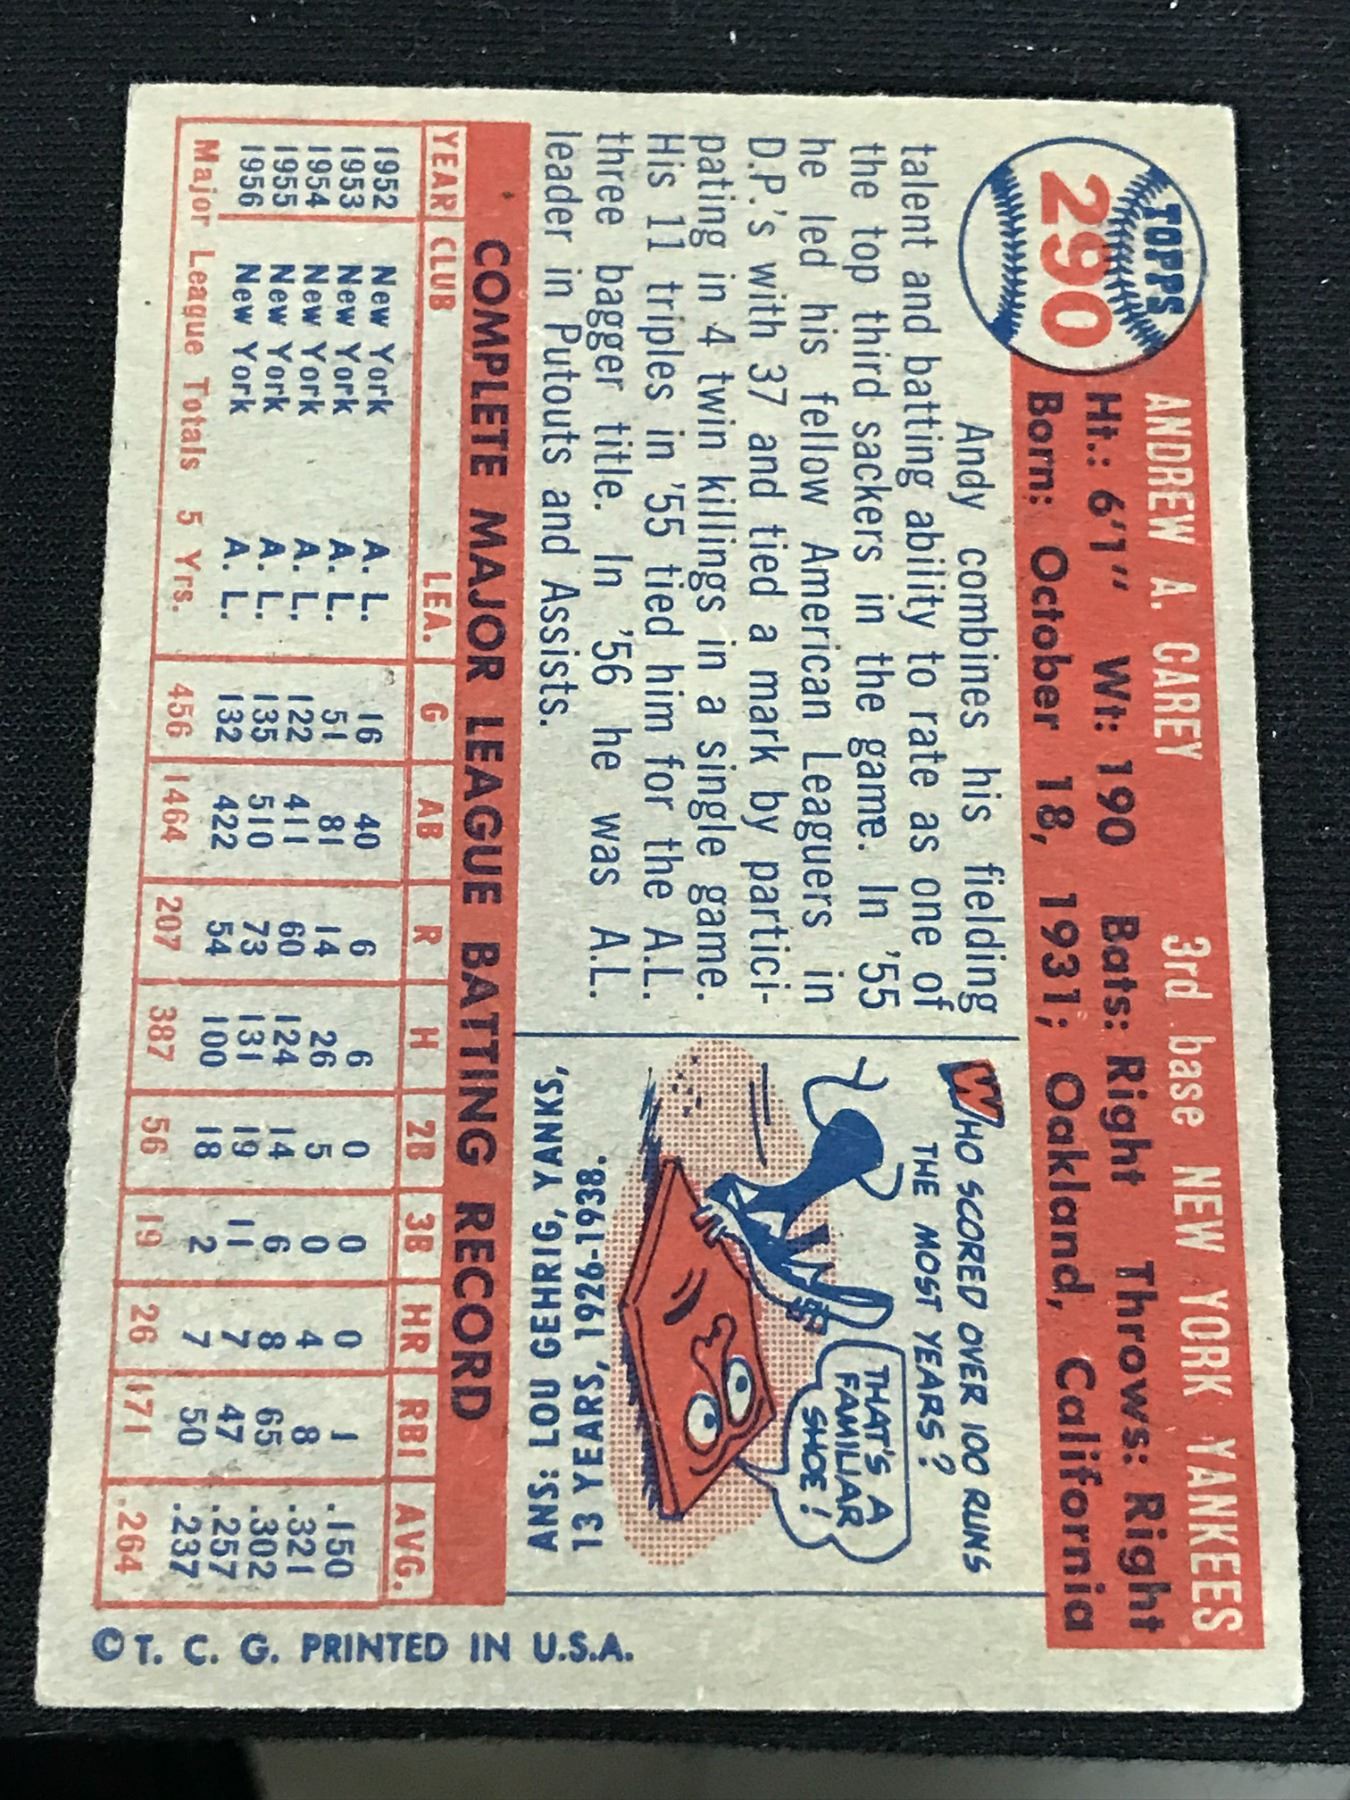 TOPPS
290
ANDREW A. CAREY 3rd base NEW YORK YANKEES
Ht.: 6'1" Wt: 190 Bats: Right Throws: Right
Born: October 18, 1931; Oakland, California
Andy combines his fielding
talent and batting ability to rate as one of
the top third sackers in the game. In '55
he led his fellow American Leaguers in
D.P.'s with 37 and tied a mark by partici-
pating in 4 twin killings in a single game.
His 11 triples in '55 tied him for the A.L.
three bagger title. In '56 he was A.L.
leader in Putouts and Assists.
WHO SCORED OVER 100 RUNS
THE MOST YEARS?
THAT'S A
FAMILIAR
SHOE!
ANS: LOU GEHRIG, YANKS,
13 YEARS, 1926-1938.
COMPLETE MAJOR LEAGUE BATTING RECORD
YEAR CLUB LEA. G AB R H 2B 3B HR RBI AVG.
1952 New York A. L. 16 40 6 6 0 0 0 1 .150
1953 New York A. L. 51 81 14 26 5 0 4 8 .321
1954 New York A. L. 122 411 60 124 14 6 8 65 .302
1955 New York A. L. 135 510 73 131 19 11 7 47 .257
1956 New York A. L. 132 422 54 100 18 2 7 50 .237
Major League Totals 5 Yrs. 456 1464 207 387 56 19 26 171 .264
© T. C. G. PRINTED IN U.S.A.